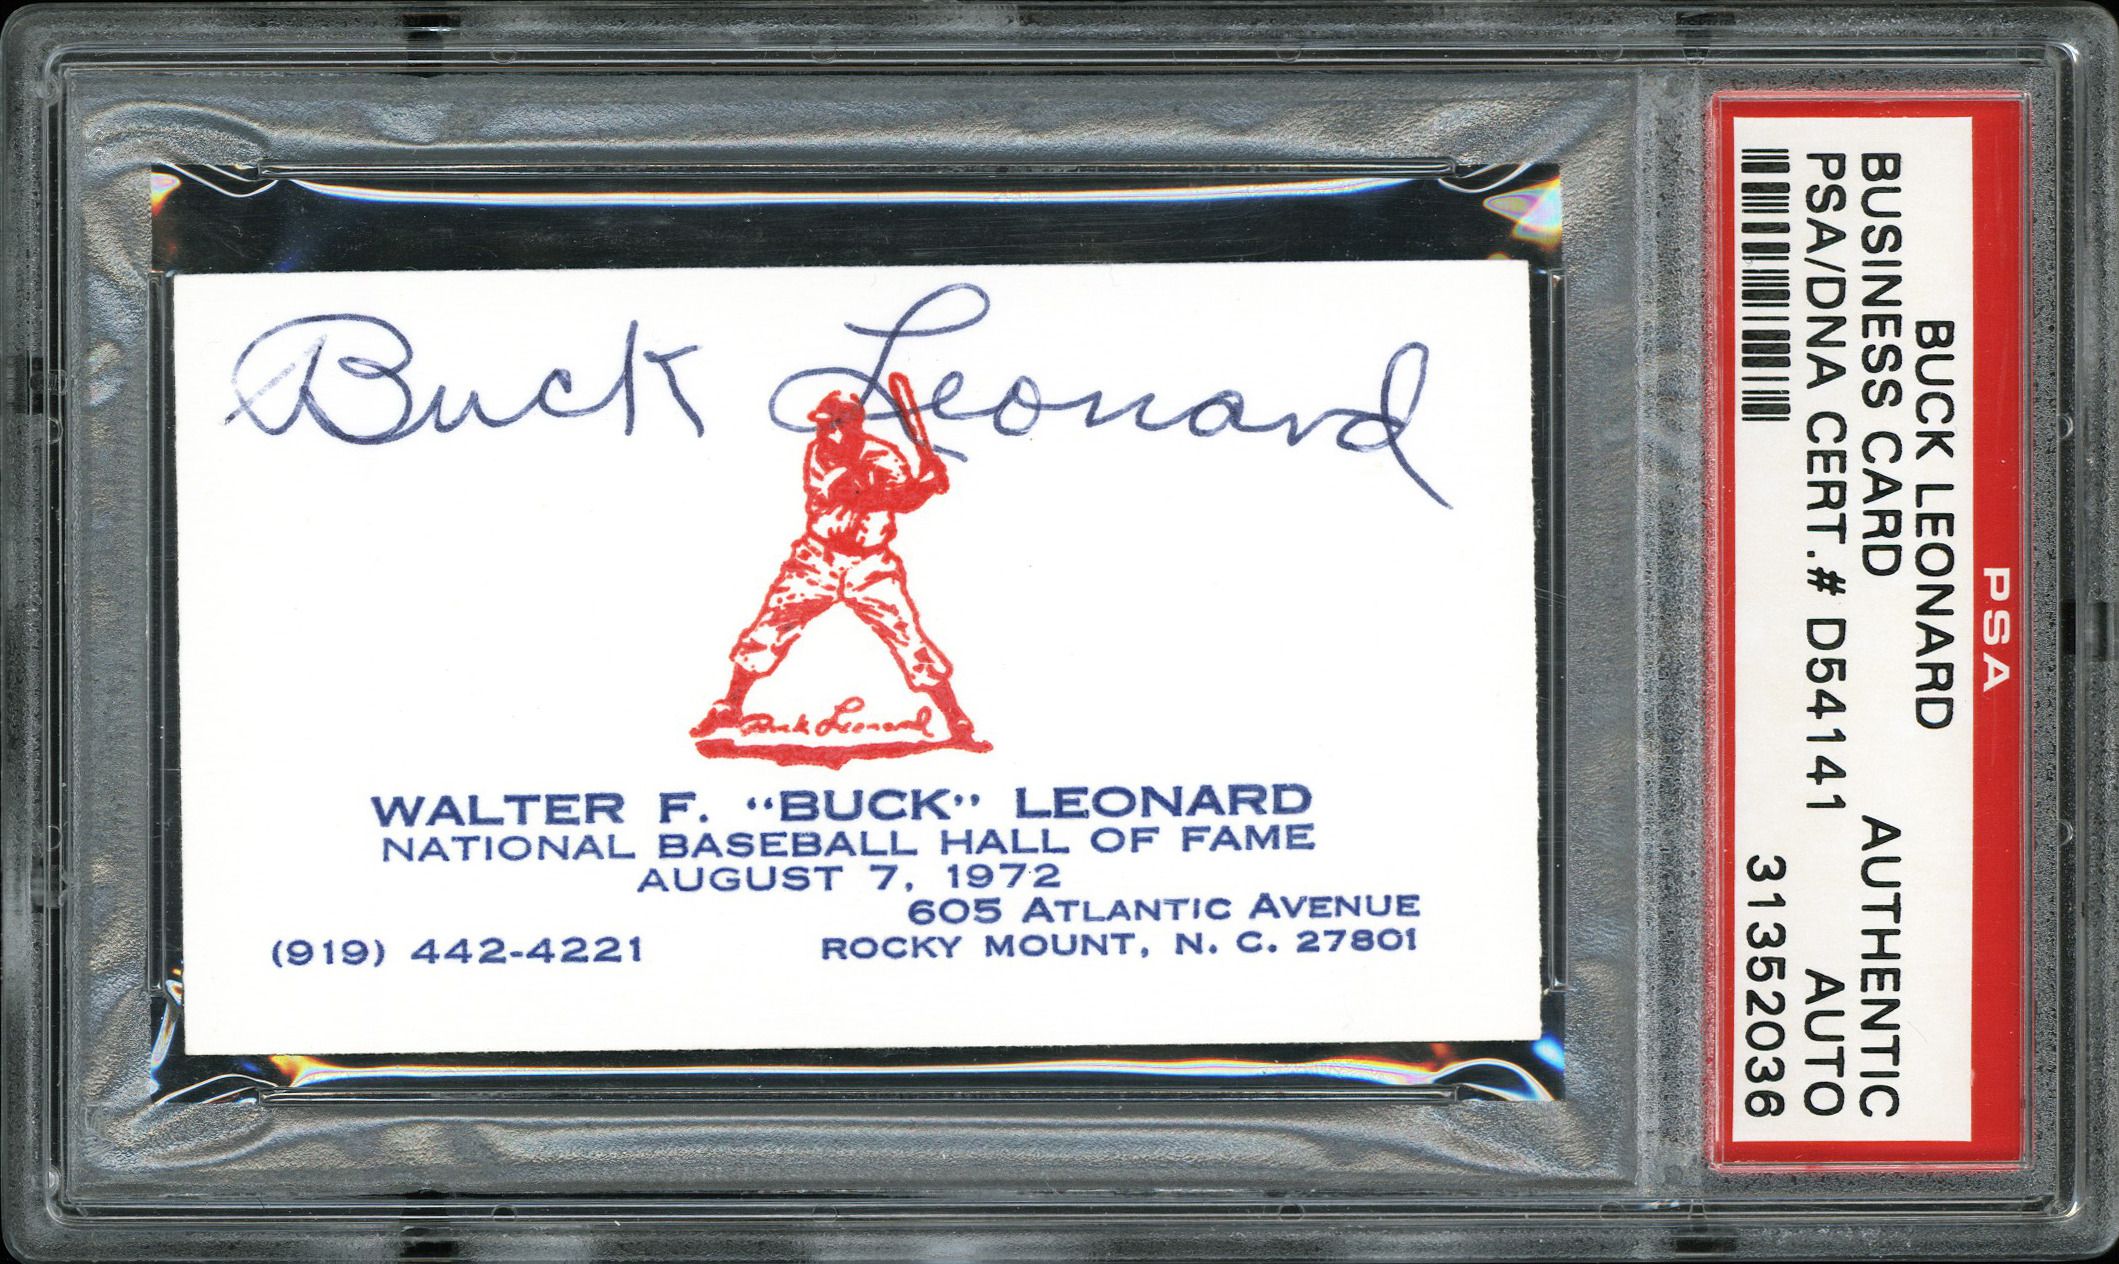 Buck Leonard
Buck Leonard
WALTER F. "BUCK" LEONARD
NATIONAL BASEBALL HALL OF FAME
AUGUST 7, 1972
605 ATLANTIC AVENUE
(919) 442-4221 ROCKY MOUNT, N. C. 27801
PSA
BUCK LEONARD
BUSINESS CARD AUTHENTIC
PSA/DNA CERT.# D54141 AUTO
31352036